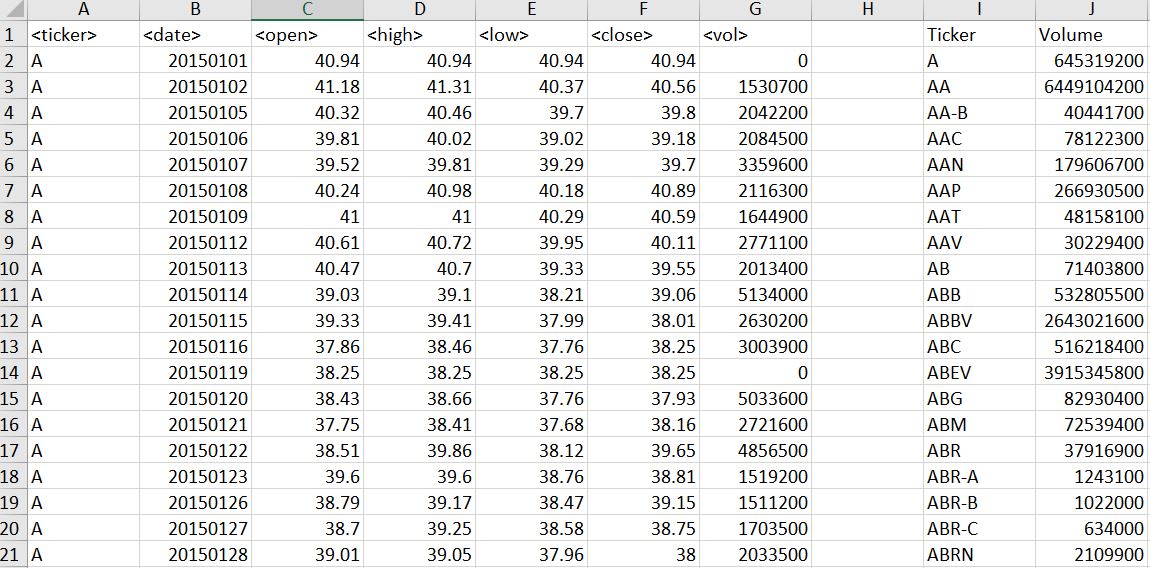 A B C D E F G H I J
1 <ticker> <date> <open> <high> <low> <close> <vol> Ticker Volume
2 A 20150101 40.94 40.94 40.94 40.94 0 A 645319200
3 A 20150102 41.18 41.31 40.37 40.56 1530700 AA 6449104200
4 A 20150105 40.32 40.46 39.7 39.8 2042200 AA-B 40441700
5 A 20150106 39.81 40.02 39.02 39.18 2084500 AAC 78122300
6 A 20150107 39.52 39.81 39.29 39.7 3359600 AAN 179606700
7 A 20150108 40.24 40.98 40.18 40.89 2116300 AAP 266930500
8 A 20150109 41 41 40.29 40.59 1644900 AAT 48158100
9 A 20150112 40.61 40.72 39.95 40.11 2771100 AAV 30229400
10 A 20150113 40.47 40.7 39.33 39.55 2013400 AB 71403800
11 A 20150114 39.03 39.1 38.21 39.06 5134000 ABB 532805500
12 A 20150115 39.33 39.41 37.99 38.01 2630200 ABBV 2643021600
13 A 20150116 37.86 38.46 37.76 38.25 3003900 ABC 516218400
14 A 20150119 38.25 38.25 38.25 38.25 0 ABEV 3915345800
15 A 20150120 38.43 38.66 37.76 37.93 5033600 ABG 82930400
16 A 20150121 37.75 38.41 37.68 38.16 2721600 ABM 72539400
17 A 20150122 38.51 39.86 38.12 39.65 4856500 ABR 37916900
18 A 20150123 39.6 39.6 38.76 38.81 1519200 ABR-A 1243100
19 A 20150126 38.79 39.17 38.47 39.15 1511200 ABR-B 1022000
20 A 20150127 38.7 39.25 38.58 38.75 1703500 ABR-C 634000
21 A 20150128 39.01 39.05 37.96 38 2033500 ABRN 2109900